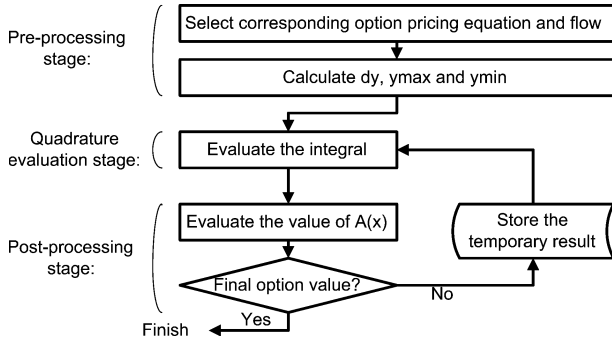 Pre-processing
stage:
Select corresponding option pricing equation and flow
Calculate dy, ymax and ymin
Quadrature
evaluation stage:
Evaluate the integral
Post-processing
stage:
Evaluate the value of A(x)
Store the
temporary result
Final option value?
No
Yes
Finish